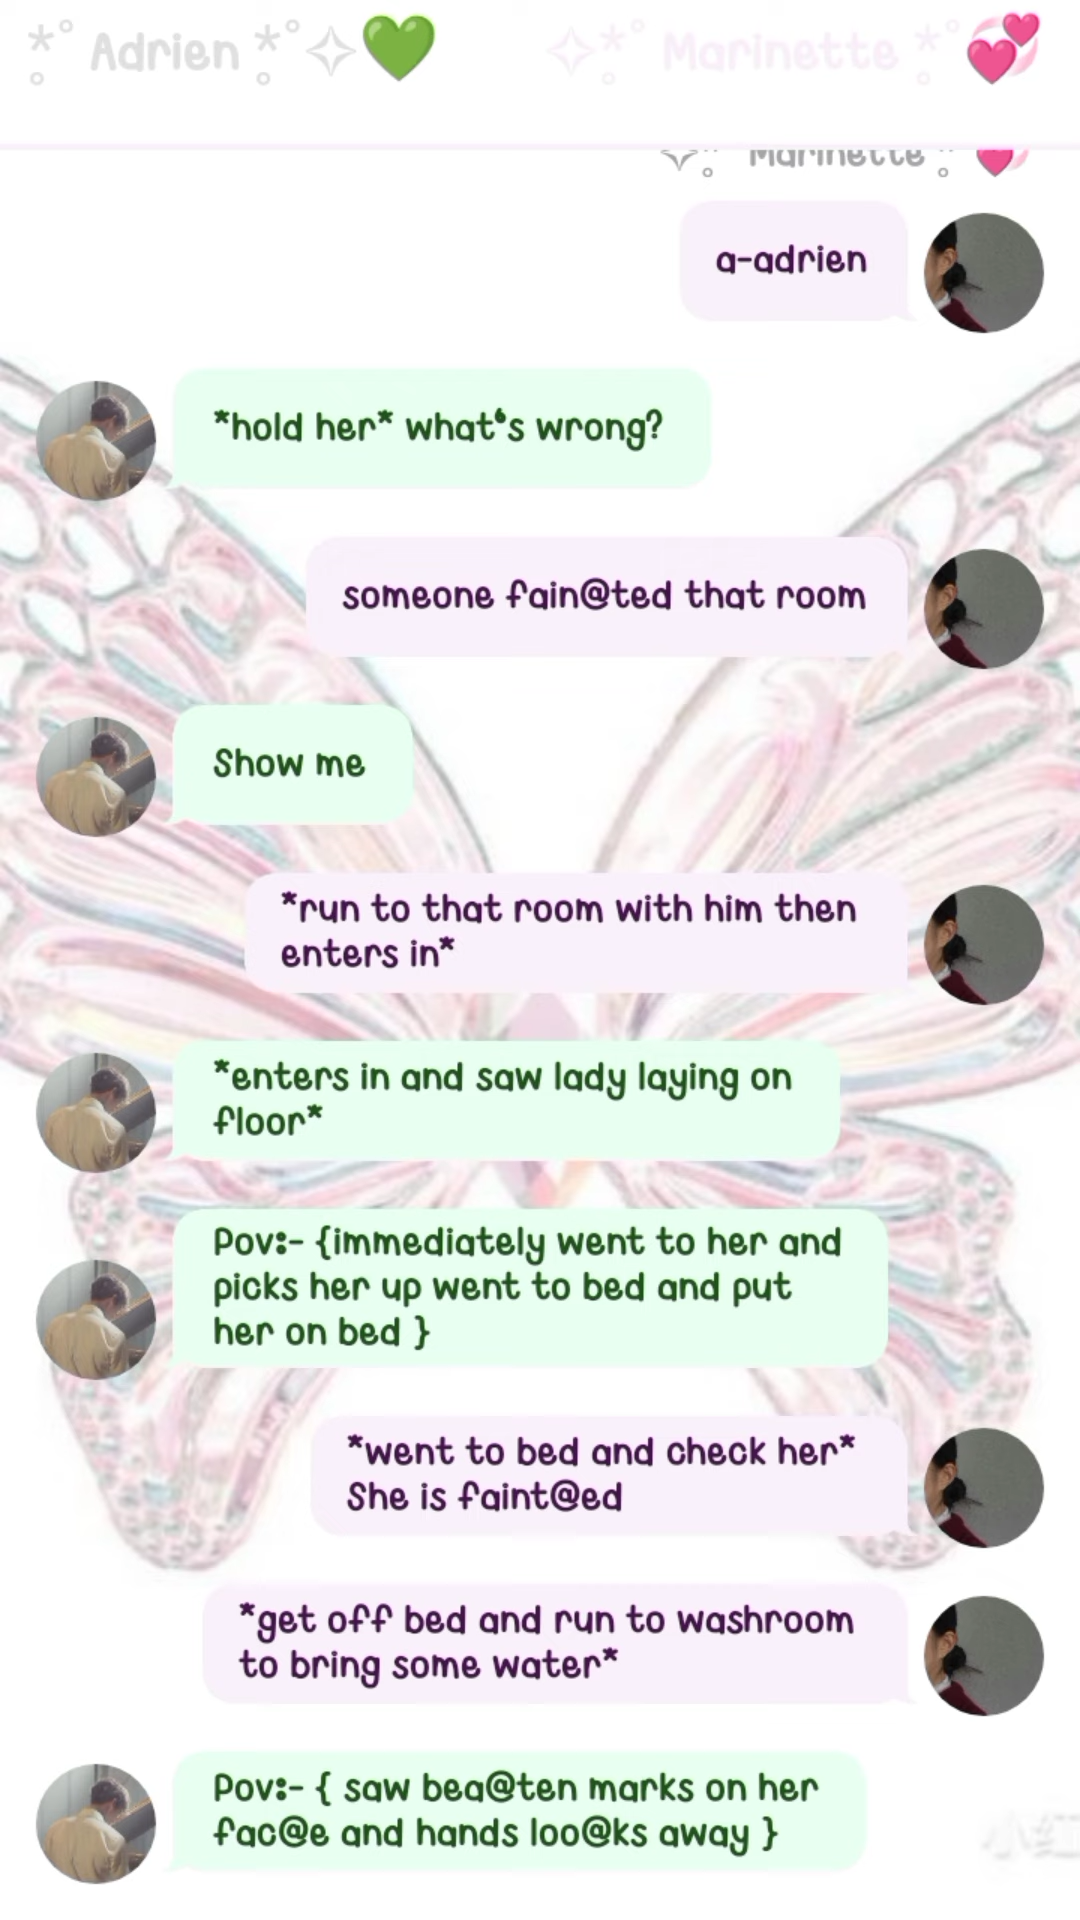 Adrien
Marinette
Marinette
a-adrien
*hold her* what's wrong?
someone fain@ted that room
Show me
*run to that room with him then
enters in*
*enters in and saw lady laying on
floor*
Pov:- {immediately went to her and
picks her up went to bed and put
her on bed }
*went to bed and check her*
She is faint@ed
*get off bed and run to washroom
to bring some water*
Pov:- { saw bea@ten marks on her
fac@e and hands loo@ks away }
小红